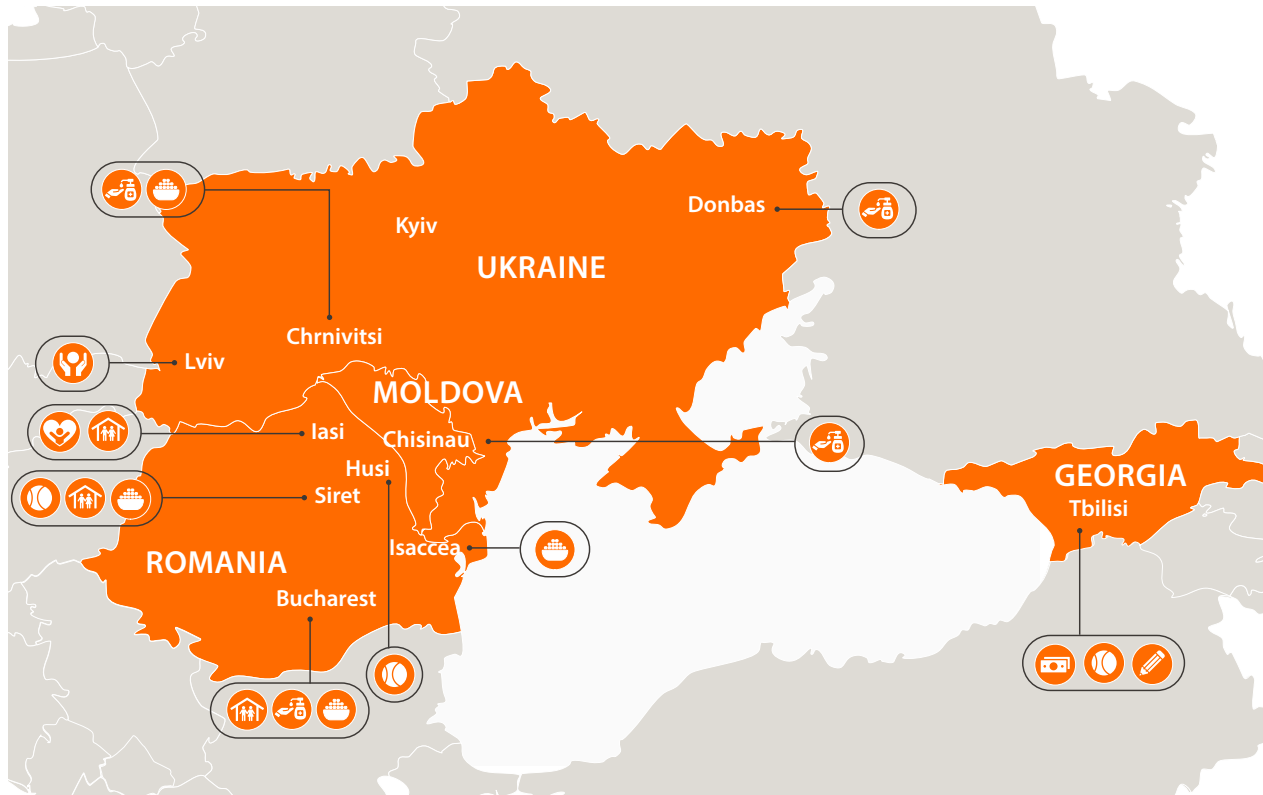 Donbas
Kyiv
UKRAINE
Chrnivitsi
Lviv
MOLDOVA
Iasi
Chisinau
Husi
GEORGIA
Siret
Tbilisi
Isaccea
ROMANIA
Bucharest